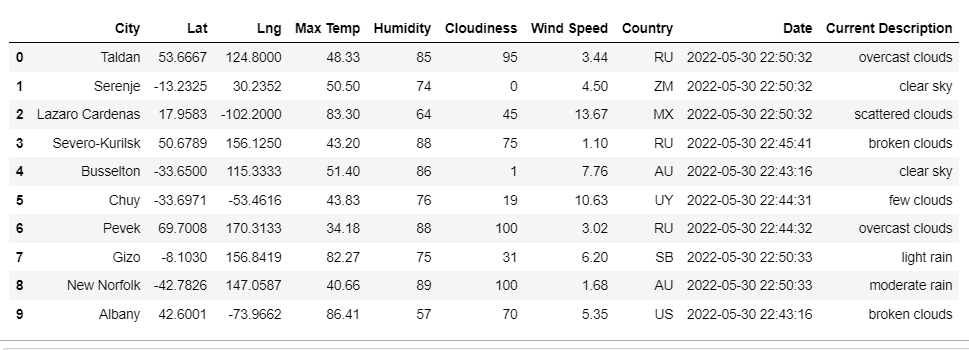 City Lat Lng Max Temp Humidity Cloudiness Wind Speed Country Date Current Description
0 Taldan 53.6667 124.8000 48.33 85 95 3.44 RU 2022-05-30 22:50:32 overcast clouds
1 Serenje -13.2325 30.2352 50.50 74 0 4.50 ZM 2022-05-30 22:50:32 clear sky
2 Lazaro Cardenas 17.9583 -102.2000 83.30 64 45 13.67 MX 2022-05-30 22:50:32 scattered clouds
3 Severo-Kurilsk 50.6789 156.1250 43.20 88 75 1.10 RU 2022-05-30 22:45:41 broken clouds
4 Busselton -33.6500 115.3333 51.40 86 1 7.76 AU 2022-05-30 22:43:16 clear sky
5 Chuy -33.6971 -53.4616 43.83 76 19 10.63 UY 2022-05-30 22:44:31 few clouds
6 Pevek 69.7008 170.3133 34.18 88 100 3.02 RU 2022-05-30 22:44:32 overcast clouds
7 Gizo -8.1030 156.8419 82.27 75 31 6.20 SB 2022-05-30 22:50:33 light rain
8 New Norfolk -42.7826 147.0587 40.66 89 100 1.68 AU 2022-05-30 22:50:33 moderate rain
9 Albany 42.6001 -73.9662 86.41 57 70 5.35 US 2022-05-30 22:43:16 broken clouds